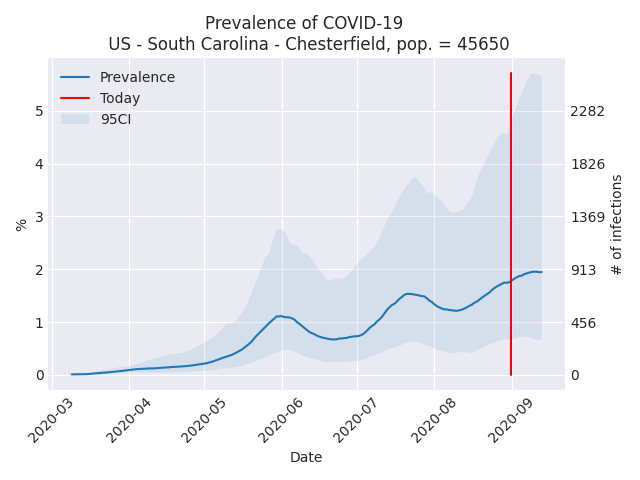 Prevalence of COVID-19
US - South Carolina - Chesterfield, pop. = 45650
Prevalence
Today
95CI
5
4
3
2
1
0
%
2282
1826
1369
913
456
0
# of infections
2020-03
2020-04
2020-05
2020-06
2020-07
2020-08
2020-09
Date